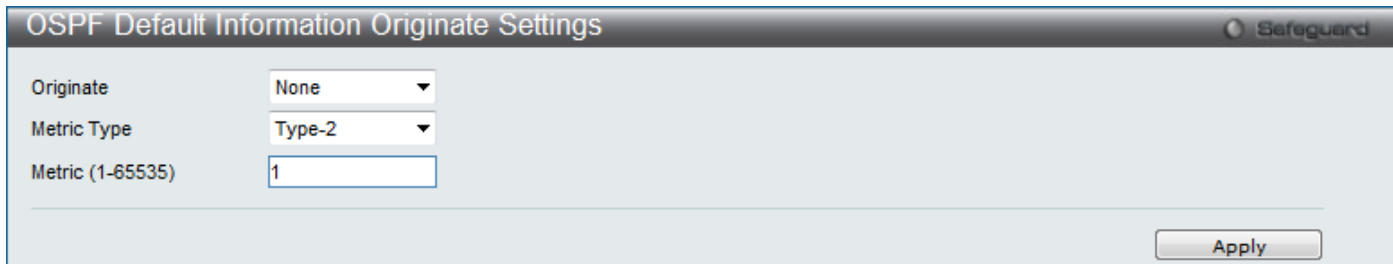 OSPF Default Information Originate Settings
Safeguard
Originate None
Metric Type Type-2
Metric (1-65535) 1
Apply